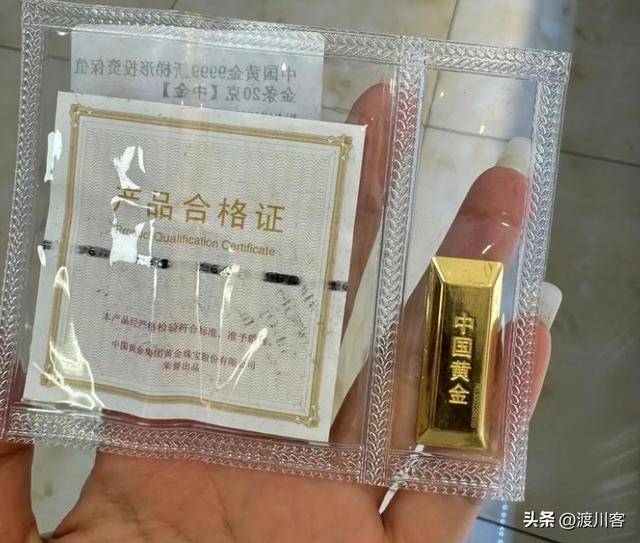 中国黄金9999 新梯形投资保值
金条20克【中金】
产品合格证
Product Qualification Certificate
本产品经严格检验符合标准，准予
中国黄金集团黄金珠宝股份有限公司
荣誉出品
中国黄金
头条 @渡川客